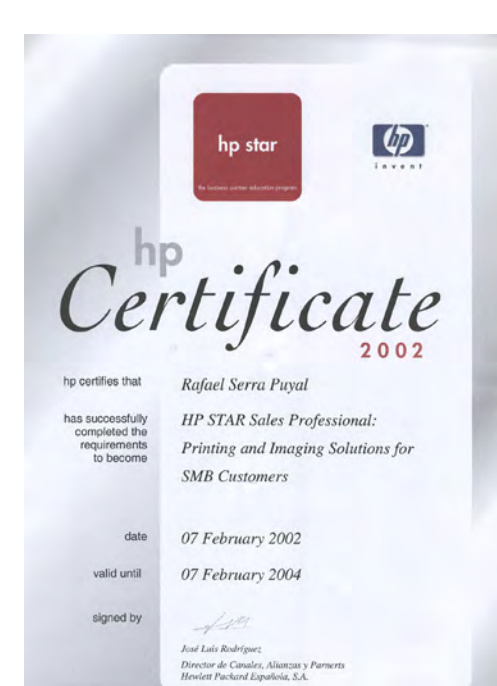 hp star
the business partner education program
hp
invent
hp
Certificate
2002
hp certifies that
Rafael Serra Puyal
has successfully
completed the
requirements
to become
HP STAR Sales Professional:
Printing and Imaging Solutions for
SMB Customers
date
07 February 2002
valid until
07 February 2004
signed by
José Luis Rodríguez
Director de Canales, Alianzas y Parnerts
Hewlett Packard Española, S.A.